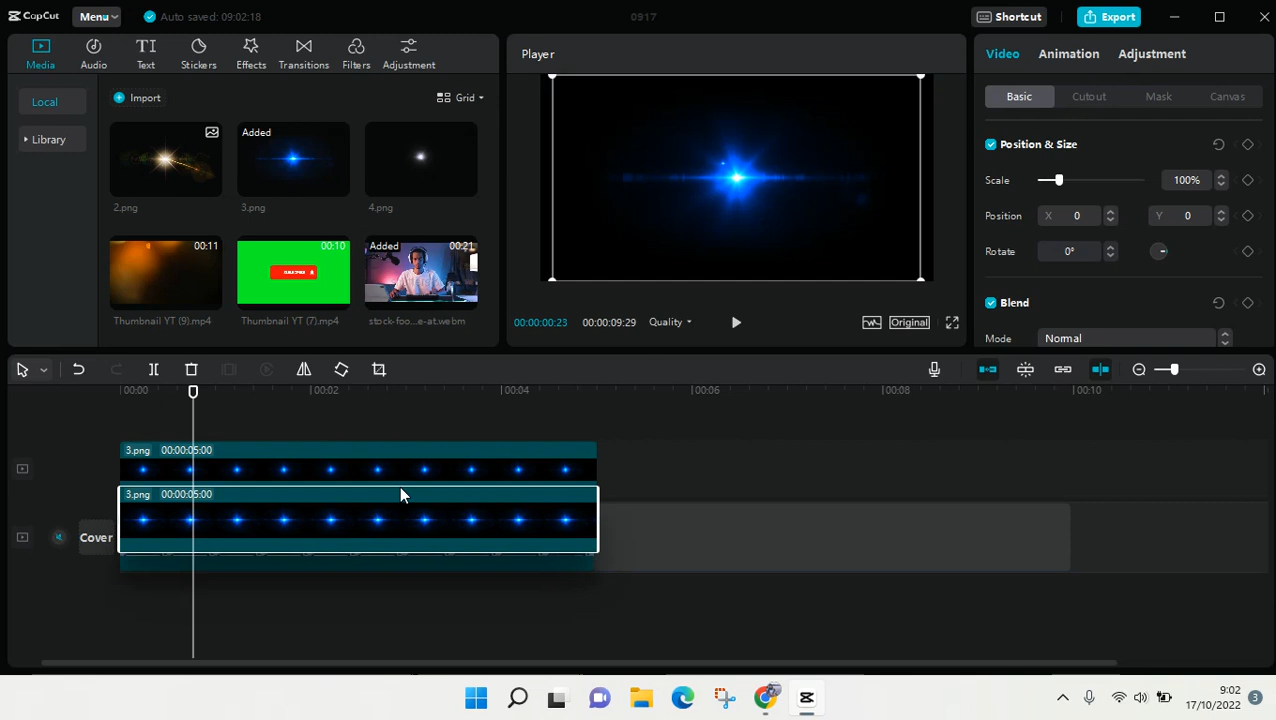 CapCut
Menu
Auto saved: 09:02:18
0917
Shortcut
Export
Media
Audio
Text
Stickers
Effects
Transitions
Filters
Adjustment
Local
Library
Import
Grid
2.png
Added
3.png
4.png
00:11
Thumbnail YT (9).mp4
00:10
Thumbnail YT (7).mp4
Added
00:21
stock-foo...e-at.webm
Player
00:00:00:23
00:00:09:29
Quality
Original
Video
Animation
Adjustment
Basic
Cutout
Mask
Canvas
Position & Size
Scale
100%
Position
X
0
Y
0
Rotate
0°
Blend
Mode
Normal
00:00
00:02
00:04
00:06
00:08
00:10
3.png 00:00:05:00
3.png 00:00:05:00
Cover
9:02
17/10/2022
3